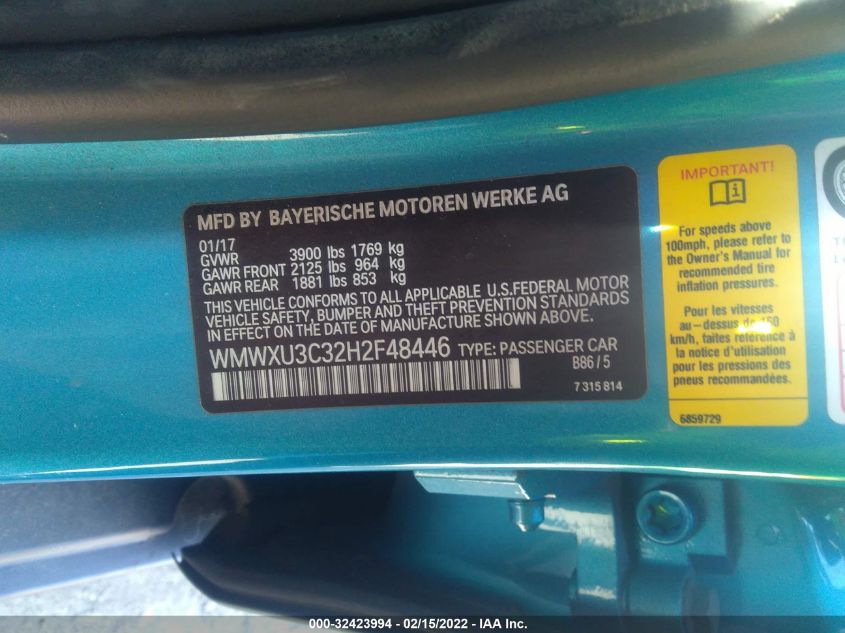 MFD BY BAYERISCHE MOTOREN WERKE AG
01/17
GVWR 3900 lbs 1769 kg
GAWR FRONT 2125 lbs 964 kg
GAWR REAR 1881 lbs 853 kg
THIS VEHICLE CONFORMS TO ALL APPLICABLE U.S.FEDERAL MOTOR
VEHICLE SAFETY, BUMPER AND THEFT PREVENTION STANDARDS
IN EFFECT ON THE DATE OF MANUFACTURE SHOWN ABOVE.
WMWXU3C32H2F48446 TYPE: PASSENGER CAR
B86/5
7 315 814
IMPORTANT!
For speeds above
100mph, please refer to
the Owner's Manual for
recommended tire
inflation pressures.
Pour les vitesses
au-dessus de 160
km/h, faites référence à
la notice d'utilisation
pour les pressions des
pneus recommandées.
6859729
000-32423994 - 02/15/2022 - IAA Inc.